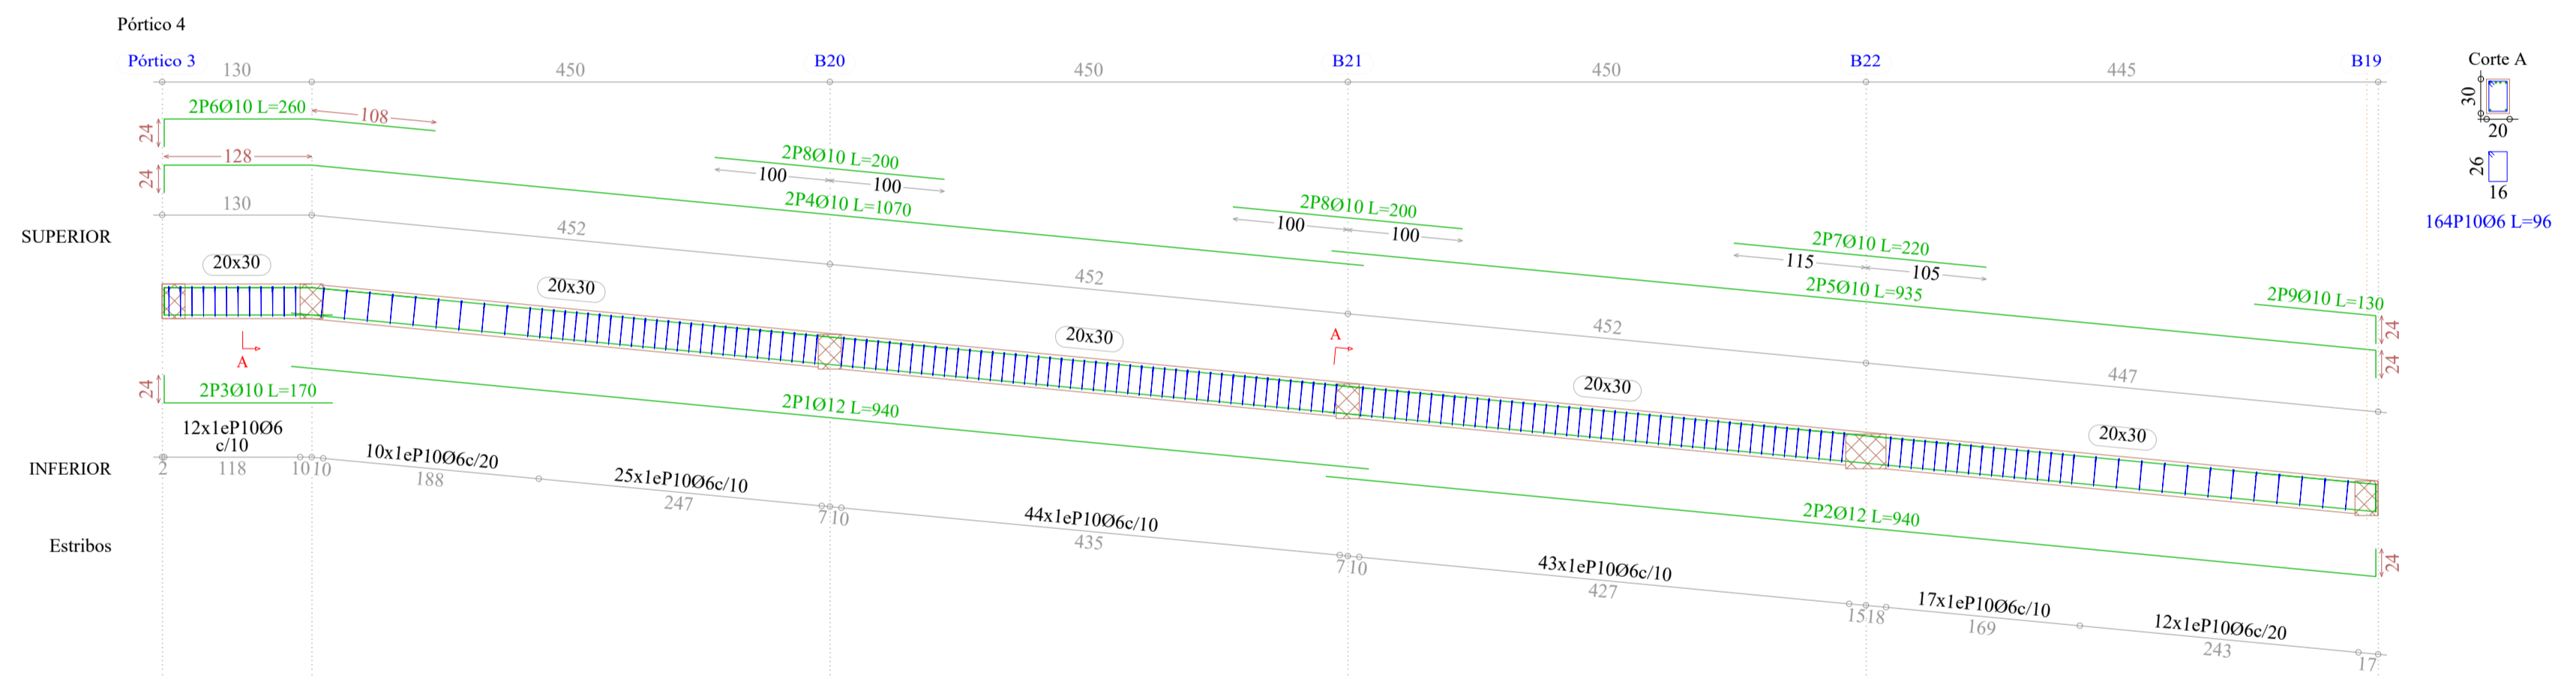 Pórtico 4
Pórtico 3
B20
B21
B22
B19
130
450
450
450
445
Corte A
30
20
26
16
164P10Ø6 L=96
2P6Ø10 L=260
108
24
128
24
2P8Ø10 L=200
100
100
2P4Ø10 L=1070
2P8Ø10 L=200
100
100
2P7Ø10 L=220
115
105
2P5Ø10 L=935
2P9Ø10 L=130
24
24
SUPERIOR
130
452
452
452
447
20x30
20x30
20x30
20x30
20x30
A
A
24
2P3Ø10 L=170
2P1Ø12 L=940
2P2Ø12 L=940
24
INFERIOR
12x1eP10Ø6
c/10
10x1eP10Ø6c/20
25x1eP10Ø6c/10
44x1eP10Ø6c/10
43x1eP10Ø6c/10
17x1eP10Ø6c/10
12x1eP10Ø6c/20
2
118
10
10
188
247
7
10
435
7
10
427
15
18
169
243
17
Estribos